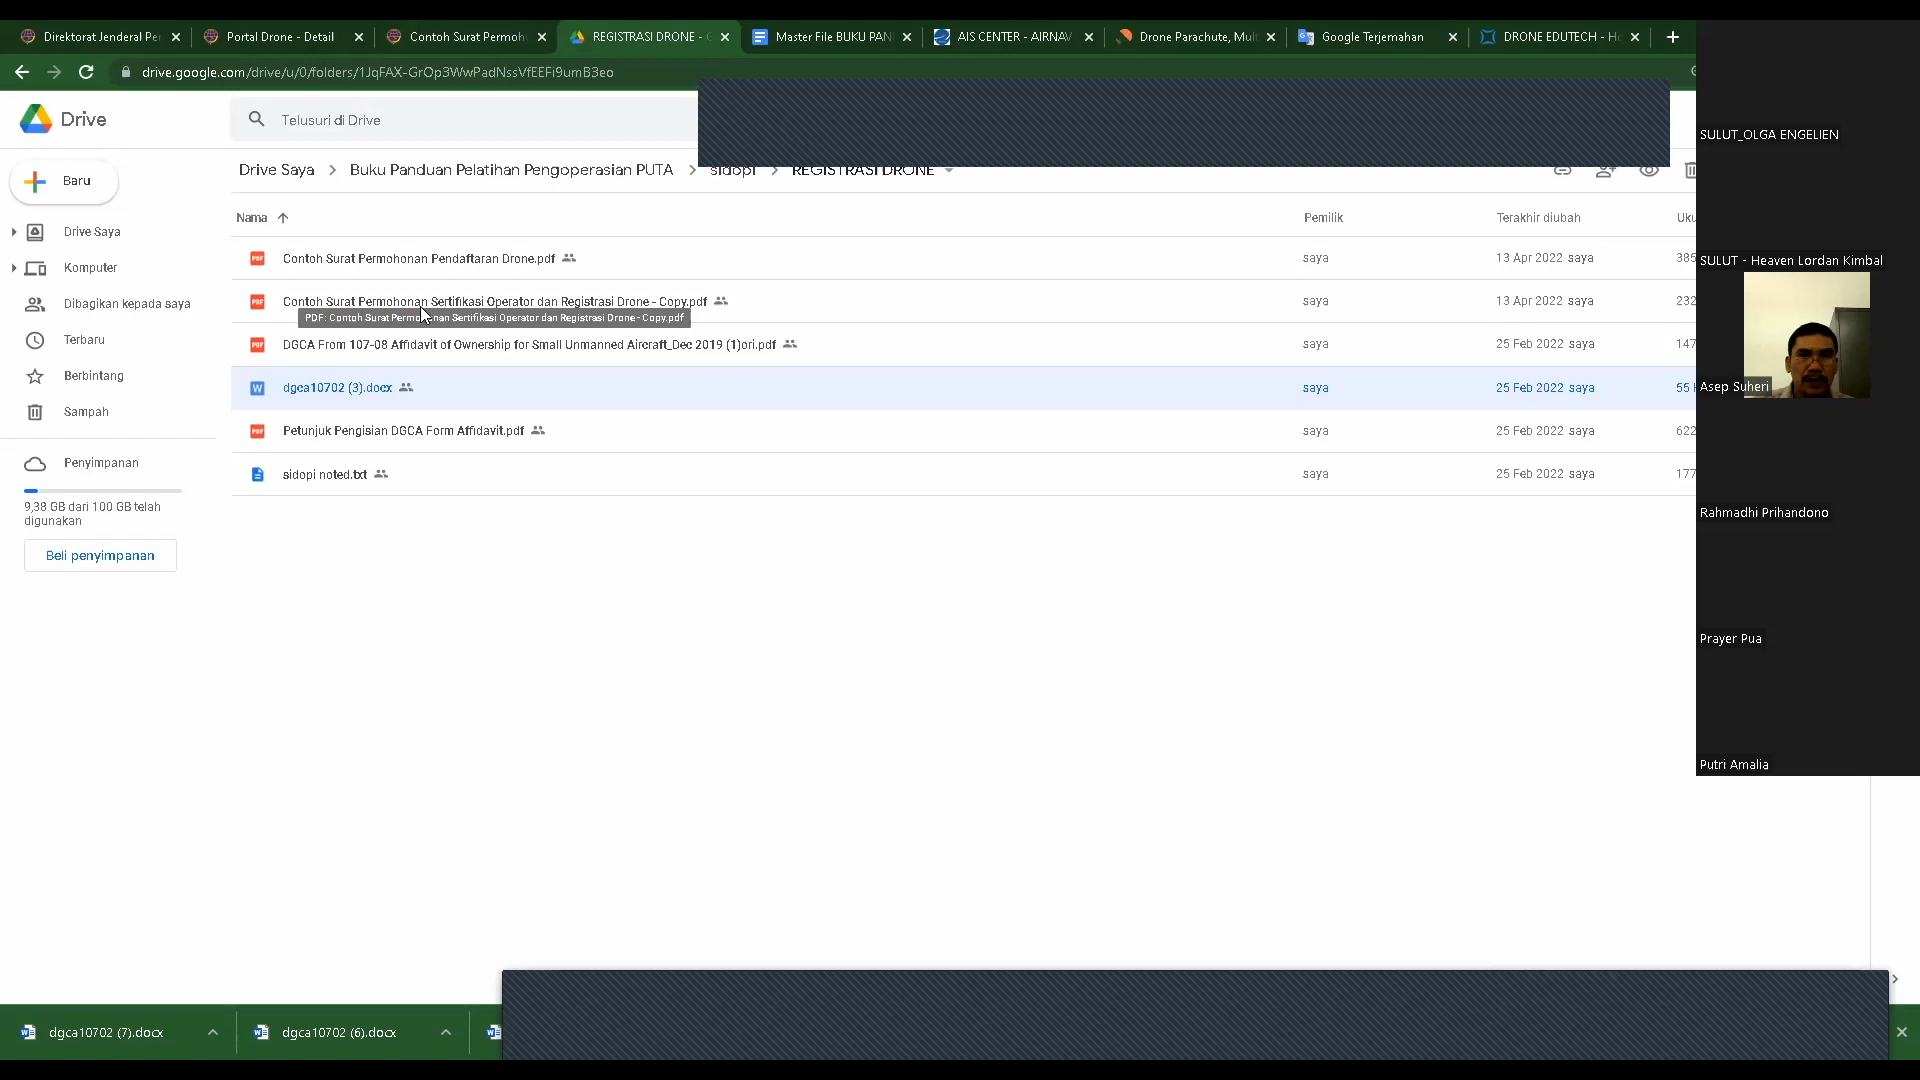 Direktorat Jenderal Per
Portal Drone - Detail
Contoh Surat Permoh
REGISTRASI DRONE - G
Master File BUKU PAN
AIS CENTER - AIRNAV
Drone Parachute, Mul
Google Terjemahan
DRONE EDUTECH - Ho
drive.google.com/drive/u/0/folders/1JqFAX-GrOp3WwPadNssVfEEFi9umB3eo
Drive
Telusuri di Drive
Baru
Drive Saya
Komputer
Dibagikan kepada saya
Terbaru
Berbintang
Sampah
Penyimpanan
9,38 GB dari 100 GB telah
digunakan
Beli penyimpanan
Drive Saya > Buku Panduan Pelatihan Pengoperasian PUTA > sidopi > REGISTRASI DRONE
Nama Pemilik Terakhir diubah Uku
PDF Contoh Surat Permohonan Pendaftaran Drone.pdf saya 13 Apr 2022 saya 385
PDF Contoh Surat Permohonan Sertifikasi Operator dan Registrasi Drone - Copy.pdf saya 13 Apr 2022 saya 232
PDF: Contoh Surat Permohonan Sertifikasi Operator dan Registrasi Drone - Copy.pdf
PDF DGCA From 107-08 Affidavit of Ownership for Small Unmanned Aircraft_Dec 2019 (1)ori.pdf saya 25 Feb 2022 saya 147
W dgca10702 (3).docx saya 25 Feb 2022 saya 55
PDF Petunjuk Pengisian DGCA Form Affidavit.pdf saya 25 Feb 2022 saya 622
sidopi noted.txt saya 25 Feb 2022 saya 177
SULUT_OLGA ENGELIEN
SULUT - Heaven Lordan Kimbal
Asep Suheri
Rahmadhi Prihandono
Prayer Pua
Putri Amalia
dgca10702 (7).docx
dgca10702 (6).docx